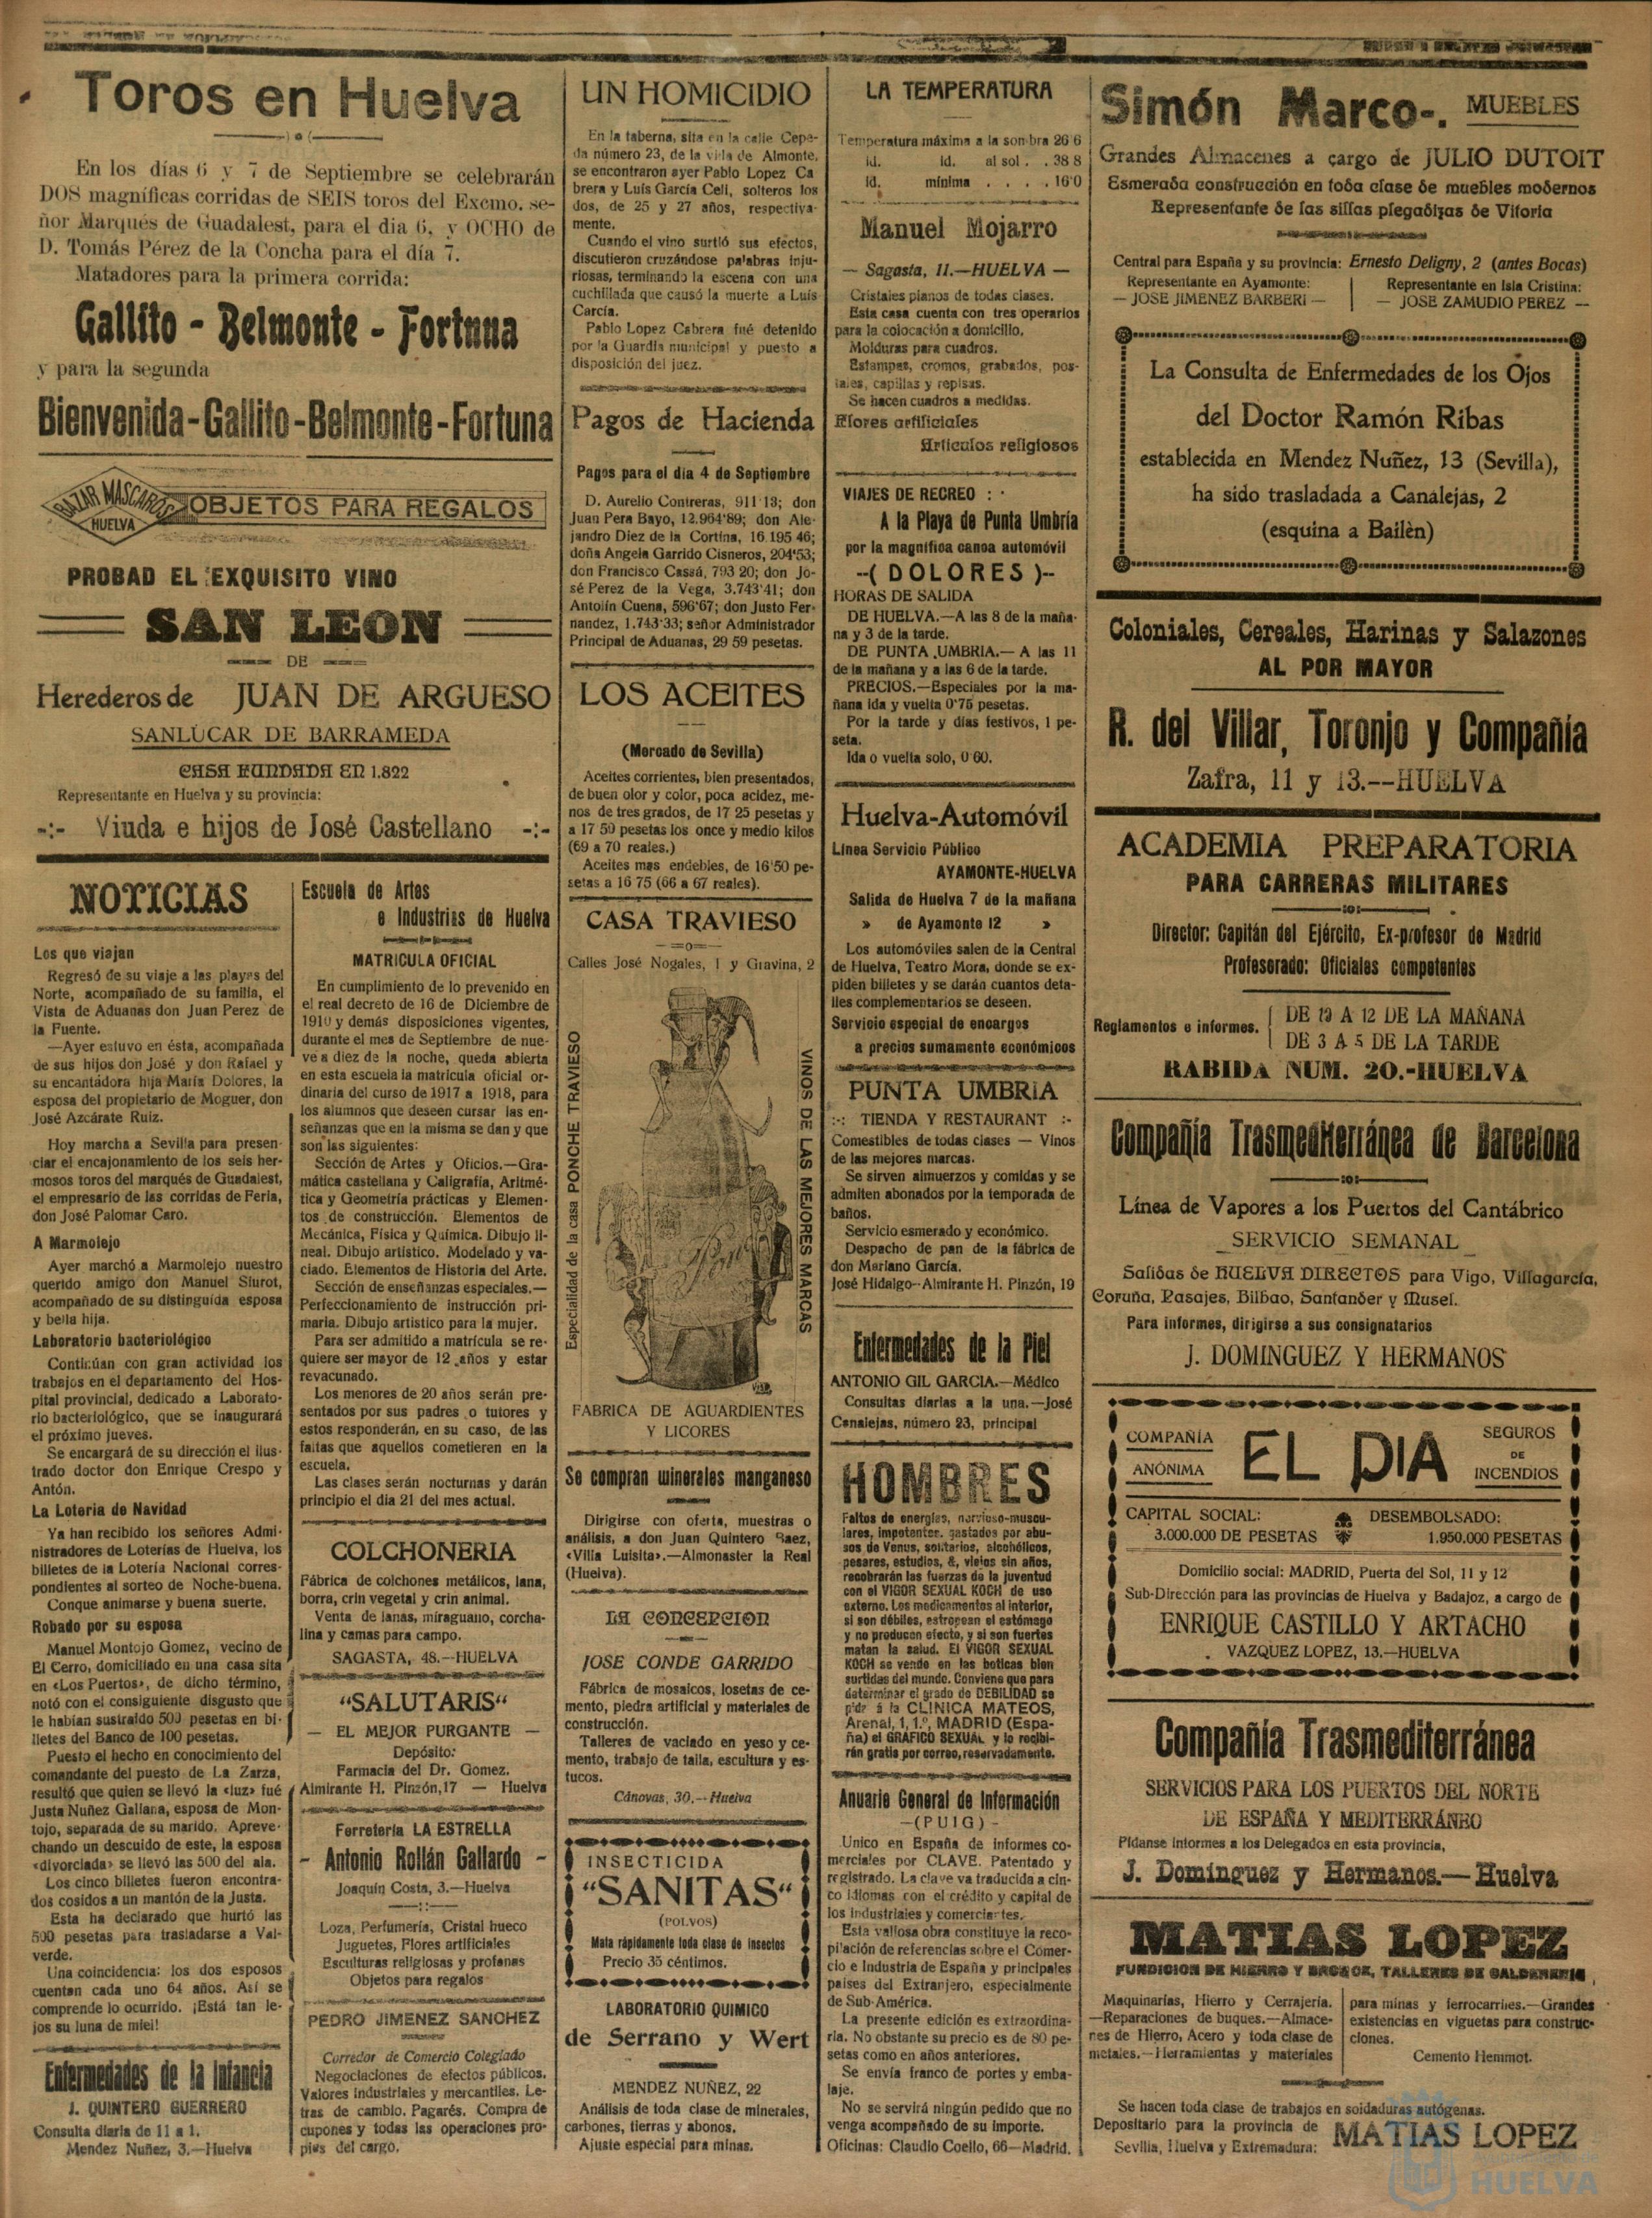 Toros en Huelva
En los días 6 y 7 de Septiembre se celebrarán
DOS magníficas corridas de SEIS toros del Excmo. se-
ñor Marqués de Guadalest, para el dia 6, y OCHO de
D. Tomás Pérez de la Concha para el día 7.
Matadores para la primera corrida:
Gallito - Belmonte - Fortuna
y para la segunda
Bienvenida-Gallito-Belmonte-Fortuna
BAZAR MASCAROS
HUELVA
OBJETOS PARA REGALOS
PROBAD EL EXQUISITO VINO
SAN LEON
DE
Herederos de JUAN DE ARGUESO
SANLÚCAR DE BARRAMEDA
CASA FUNDADA EN 1.822
Representante en Huelva y su provincia:
-:- Viuda e hijos de José Castellano -:-
NOTICIAS
Los que viajan
Regresó de su viaje a las playas del
Norte, acompañado de su familia, el
Vista de Aduanas don Juan Perez de
la Fuente.
—Ayer estuvo en ésta, acompañada
de sus hijos don José y don Rafael y
su encantadora hija María Dolores, la
esposa del propietario de Moguer, don
José Azcárate Ruiz.
Hoy marcha a Sevilla para presen-
ciar el encajonamiento de los seis her-
mosos toros del marqués de Guadalest,
el empresario de las corridas de Feria,
don José Palomar Caro.
A Marmolejo
Ayer marchó a Marmolejo nuestro
querido amigo don Manuel Siurot,
acompañado de su distinguida esposa
y bella hija.
Laboratorio bacteriológico
Continúan con gran actividad los
trabajos en el departamento del Hos-
pital provincial, dedicado a Laborato-
rio bacteriológico, que se inaugurará
el próximo jueves.
Se encargará de su dirección el ilus-
trado doctor don Enrique Crespo y
Antón.
La Loteria de Navidad
Ya han recibido los señores Admi-
nistradores de Loterías de Huelva, los
billetes de la Lotería Nacional corres-
pondientes al sorteo de Noche-buena.
Conque animarse y buena suerte.
Robado por su esposa
Manuel Montojo Gomez, vecino de
El Cerro, domiciliado en una casa sita
en «Los Puertos», de dicho término,
notó con el consiguiente disgusto que
le habían sustraído 500 pesetas en bi-
lletes del Banco de 100 pesetas.
Puesto el hecho en conocimiento del
comandante del puesto de La Zarza,
resultó que quien se llevó la «luz» fué
Justa Nuñez Gallana, esposa de Mon-
tojo, separada de su marido. Aprove-
chando un descuido de este, la esposa
«divorciada» se llevó las 500 del ala.
Los cinco billetes fueron encontra-
dos cosidos a un mantón de la Justa.
Esta ha declarado que hurtó las
500 pesetas para trasladarse a Val-
verde.
Una coincidencia: los dos esposos
cuentan cada uno 64 años. Así se
comprende lo ocurrido. ¡Está tan le-
jos su luna de miel!
Enfermedades de la Infancia
J. QUINTERO GUERRERO
Consulta diaria de 11 a 1.
Mendez Nuñez, 3.—Huelva
Escuela de Artes
e Industrias de Huelva
MATRICULA OFICIAL
En cumplimiento de lo prevenido en
el real decreto de 16 de Diciembre de
1910 y demás disposiciones vigentes,
durante el mes de Septiembre de nue-
ve a diez de la noche, queda abierta
en esta escuela la matricula oficial or-
dinaria del curso de 1917 a 1918, para
los alumnos que deseen cursar las en-
señanzas que en la misma se dan y que
son las siguientes:
Sección de Artes y Oficios.—Gra-
mática castellana y Caligrafía, Aritmé-
tica y Geometría prácticas y Elemen-
tos de construcción. Elementos de
Mecánica, Física y Química. Dibujo li-
neal. Dibujo artístico. Modelado y va-
ciado. Elementos de Historia del Arte.
Sección de enseñanzas especiales.—
Perfeccionamiento de instrucción pri-
maria. Dibujo artístico para la mujer.
Para ser admitido a matrícula se re-
quiere ser mayor de 12 años y estar
revacunado.
Los menores de 20 años serán pre-
sentados por sus padres o tutores y
estos responderán, en su caso, de las
faltas que aquellos cometieren en la
escuela.
Las clases serán nocturnas y darán
principio el día 21 del mes actual.
COLCHONERIA
Fábrica de colchones metálicos, lana,
borra, crin vegetal y crin animal.
Venta de lanas, miraguano, corcha-
lina y camas para campo.
SAGASTA, 48.—HUELVA
“SALUTARIS“
— EL MEJOR PURGANTE —
Depósito:
Farmacia del Dr. Gomez.
Almirante H. Pinzón, 17 — Huelva
Ferretería LA ESTRELLA
- Antonio Rollán Gallardo -
Joaquín Costa, 3.—Huelva
Loza, Perfumería, Cristal hueco
Juguetes, Flores artificiales
Esculturas religiosas y profanas
Objetos para regalos
PEDRO JIMENEZ SANCHEZ
Corredor de Comercio Colegiado
Negociaciones de efectos públicos.
Valores industriales y mercantiles. Le-
tras de cambio. Pagarés. Compra de
cupones y todas las operaciones pro-
pias del cargo.
UN HOMICIDIO
En la taberna, sita en la calle Cepe-
da número 23, de la villa de Almonte,
se encontraron ayer Pablo Lopez Ca
brera y Luís García Celi, solteros los
dos, de 25 y 27 años, respectiva-
mente.
Cuando el vino surtió sus efectos,
discutieron cruzándose palabras inju-
riosas, terminando la escena con una
cuchillada que causó la muerte a Luis
García.
Pablo Lopez Cabrera fué detenido
por la Guardia municipal y puesto a
disposición del juez.
Pagos de Hacienda
Pagos para el día 4 de Septiembre
D. Aurelio Contreras, 911 13; don
Juan Pera Bayo, 12.964'89; don Ale-
jandro Diez de la Cortina, 16 195 46;
doña Angela Garrido Cisneros, 204'53;
don Francisco Cassá, 793 20; don Jo-
sé Perez de la Vega, 3.743'41; don
Antolín Cuena, 596'67; don Justo Fer-
nandez, 1.743'33; señor Administrador
Principal de Aduanas, 29 59 pesetas.
LOS ACEITES
(Mercado de Sevilla)
Aceites corrientes, bien presentados,
de buen olor y color, poca acidez, me-
nos de tres grados, de 17 25 pesetas y
a 17 50 pesetas los once y medio kilos
(69 a 70 reales.)
Aceites mas endebles, de 16'50 pe-
setas a 16 75 (66 a 67 reales).
CASA TRAVIESO
Calles José Nogales, 1 y Gravina, 2
Especialidad de la casa PONCHE TRAVIESO
VINOS DE LAS MEJORES MARCAS
FABRICA DE AGUARDIENTES
Y LICORES
Se compran minerales manganeso
Dirigirse con oferta, muestras o
análisis, a don Juan Quintero Baez,
«Villa Luisita».—Almonaster la Real
(Huelva).
LA CONCEPCION
JOSE CONDE GARRIDO
Fábrica de mosaicos, losetas de ce-
mento, piedra artificial y materiales de
construcción.
Talleres de vaciado en yeso y ce-
mento, trabajo de talla, escultura y es-
tucos.
Cánovas, 30.—Huelva
INSECTICIDA
“SANITAS“
(POLVOS)
Mata rápidamente toda clase de insectos
Precio 35 céntimos.
LABORATORIO QUIMICO
de Serrano y Wert
MENDEZ NUÑEZ, 22
Análisis de toda clase de minerales,
carbones, tierras y abonos.
Ajuste especial para minas.
LA TEMPERATURA
Temperatura máxima a la sombra 26'6
id. id. al sol . . 38 8
id. mínima . . . . 16'0
Manuel Mojarro
— Sagasta, 11.—HUELVA —
Cristales planos de todas clases.
Esta casa cuenta con tres operarios
para la colocación a domicilio.
Molduras para cuadros.
Estampas, cromos, grabados, pos-
tales, capillas y repisas.
Se hacen cuadros a medidas.
Flores artificiales
Artículos religiosos
VIAJES DE RECREO : ·
A la Playa de Punta Umbría
por la magnífica canoa automóvil
--( DOLORES )--
HORAS DE SALIDA
DE HUELVA.—A las 8 de la maña-
na y 3 de la tarde.
DE PUNTA UMBRIA.— A las 11
de la mañana y a las 6 de la tarde.
PRECIOS.—Especiales por la ma-
ñana ida y vuelta 0'75 pesetas.
Por la tarde y días festivos, 1 pe-
seta.
Ida o vuelta solo, 0 60.
Huelva-Automóvil
Línea Servicio Público
AYAMONTE-HUELVA
Salida de Huelva 7 de la mañana
» de Ayamonte 12 »
Los automóviles salen de la Central
de Huelva, Teatro Mora, donde se ex-
piden billetes y se darán cuantos deta-
lles complementarios se deseen.
Servicio especial de encargos
a precios sumamente económicos
PUNTA UMBRIA
:-: TIENDA Y RESTAURANT :-
Comestibles de todas clases — Vinos
de las mejores marcas.
Se sirven almuerzos y comidas y se
admiten abonados por la temporada de
baños.
Servicio esmerado y económico.
Despacho de pan de la fábrica de
don Mariano García.
José Hidalgo--Almirante H. Pinzón, 19
Enfermedades de la Piel
ANTONIO GIL GARCIA.—Médico
Consultas diarias a la una.—José
Canalejas, número 23, principal
HOMBRES
Faltos de energías, nervioso-muscu-
lares, impotentes, gastados por abu-
sos de Venus, solitarios, alcohólicos,
pesares, estudios, &, viejos sin años,
recobrarán las fuerzas de la juventud
con el VIGOR SEXUAL KOCH de uso
externo. Los medicamentos al interior,
si son débiles, estropean el estómago
y no producen efecto, y si son fuertes
matan la salud. El VIGOR SEXUAL
KOCH se vende en las boticas bien
surtidas del mundo. Conviene que para
determinar el grado de DEBILIDAD se
pida á la CLINICA MATEOS,
Arenal, 1, 1.º, MADRID (Espa-
ña) el GRÁFICO SEXUAL y lo recibi-
rán gratis por correo, reservadamente.
Anuario General de Información
-(PUIG)-
Unico en España de informes co-
merciales por CLAVE. Patentado y
registrado. La clave va traducida a cin-
co idiomas con el crédito y capital de
los industriales y comerciantes.
Esta valiosa obra constituye la reco-
pilación de referencias sobre el Comer-
cio e Industria de España y principales
paises del Extranjero, especialmente
de Sub-América.
La presente edición es extraordina-
ria. No obstante su precio es de 80 pe-
setas como en años anteriores.
Se envía franco de portes y emba-
laje.
No se servirá ningún pedido que no
venga acompañado de su importe.
Oficinas: Claudio Coello, 66—Madrid.
Simón Marco-. MUEBLES
Grandes Almacenes a cargo de JULIO DUTOIT
Esmerada construcción en toda clase de muebles modernos
Representante de las sillas plegadizas de Vitoria
Central para España y su provincia: Ernesto Deligny, 2 (antes Bocas)
Representante en Ayamonte:
— JOSE JIMENEZ BARBERI —
Representante en Isla Cristina:
— JOSE ZAMUDIO PEREZ —
La Consulta de Enfermedades de los Ojos
del Doctor Ramón Ribas
establecida en Mendez Nuñez, 13 (Sevilla),
ha sido trasladada a Canalejas, 2
(esquina a Bailèn)
Coloniales, Cereales, Harinas y Salazones
AL POR MAYOR
R. del Villar, Toronjo y Compañía
Zafra, 11 y 13.--HUELVA
ACADEMIA PREPARATORIA
PARA CARRERAS MILITARES
Director: Capitán del Ejército, Ex-profesor de Madrid
Profesorado: Oficiales competentes
Reglamentos e informes.
DE 10 A 12 DE LA MAÑANA
DE 3 A 5 DE LA TARDE
RABIDA NUM. 20.-HUELVA
Compañía Trasmediterránea de Barcelona
Línea de Vapores a los Puertos del Cantábrico
SERVICIO SEMANAL
Salidas de HUELVA DIRECTOS para Vigo, Villagarcía,
Coruña, Pasajes, Bilbao, Santander y Musel.
Para informes, dirigirse a sus consignatarios
J. DOMINGUEZ Y HERMANOS
COMPAÑÍA
ANÓNIMA
EL DIA
SEGUROS
DE
INCENDIOS
CAPITAL SOCIAL:
3.000.000 DE PESETAS
DESEMBOLSADO:
1.950.000 PESETAS
Domicilio social: MADRID, Puerta del Sol, 11 y 12
Sub-Dirección para las provincias de Huelva y Badajoz, a cargo de
ENRIQUE CASTILLO Y ARTACHO
VAZQUEZ LOPEZ, 13.—HUELVA
Compañía Trasmediterránea
SERVICIOS PARA LOS PUERTOS DEL NORTE
DE ESPAÑA Y MEDITERRÁNEO
Pídanse informes a los Delegados en esta provincia,
J. Dominguez y Hermanos.—Huelva
MATIAS LOPEZ
FUNDICION DE HIERRO Y BRONCE, TALLERES DE CALDERERIA
Maquinarias, Hierro y Cerrajería.
—Reparaciones de buques.—Almace-
nes de Hierro, Acero y toda clase de
metales.—Herramientas y materiales
para minas y ferrocarriles.—Grandes
existencias en viguetas para construc-
ciones.
Cemento Hemmot.
Se hacen toda clase de trabajos en soldaduras autógenas.
Depositario para la provincia de
Sevilla, Huelva y Extremadura:
MATIAS LOPEZ
Ayuntamiento de
HUELVA